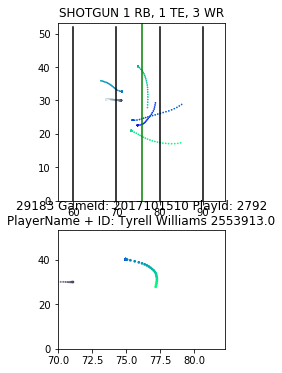 SHOTGUN 1 RB, 1 TE, 3 WR
50
40
30
20
10
0
60 70 80 90
29183 GameId: 2017101510 PlayId: 2792
PlayerName + ID: Tyrell Williams 2553913.0
40
20
0
70.0 72.5 75.0 77.5 80.0